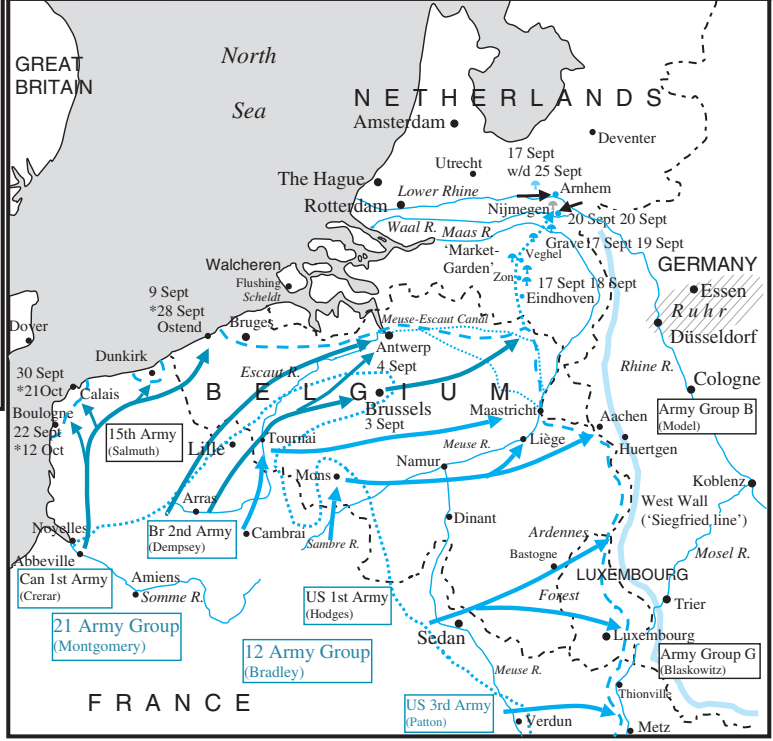 GREAT
BRITAIN
North
Sea
NETHERLANDS
Amsterdam
Deventer
Utrecht
17 Sept
w/d 25 Sept
The Hague
Lower Rhine
Arnhem
Rotterdam
Nijmegen
20 Sept 20 Sept
Waal R.
Maas R.
Grave 17 Sept 19 Sept
'Market-
Garden'
Veghel
Zon
17 Sept 18 Sept
Eindhoven
GERMANY
Essen
Ruhr
Düsseldorf
Walcheren
Flushing
Scheldt
9 Sept
*28 Sept
Ostend
Bruges
Meuse-Escaut Canal
Dover
Dunkirk
Antwerp
4 Sept
Escaut R.
Rhine R.
30 Sept
*21Oct
Calais
BELGIUM
Cologne
Boulogne
22 Sept
*12 Oct
Brussels
3 Sept
Maastricht
Army Group B
(Model)
15th Army
(Salmuth)
Lille
Tournai
Meuse R.
Liège
Aachen
Huertgen
Mons
Namur
Koblenz
Arras
West Wall
('Siegfried line')
Noyelles
Br 2nd Army
(Dempsey)
Cambrai
Sambre R.
Dinant
Ardennes
Mosel R.
Abbeville
Bastogne
Can 1st Army
(Crerar)
Amiens
Somme R.
US 1st Army
(Hodges)
LUXEMBOURG
Forest
Trier
21 Army Group
(Montgomery)
Sedan
Luxembourg
12 Army Group
(Bradley)
Army Group G
(Blaskowitz)
Meuse R.
FRANCE
US 3rd Army
(Patton)
Thionville
Verdun
Metz